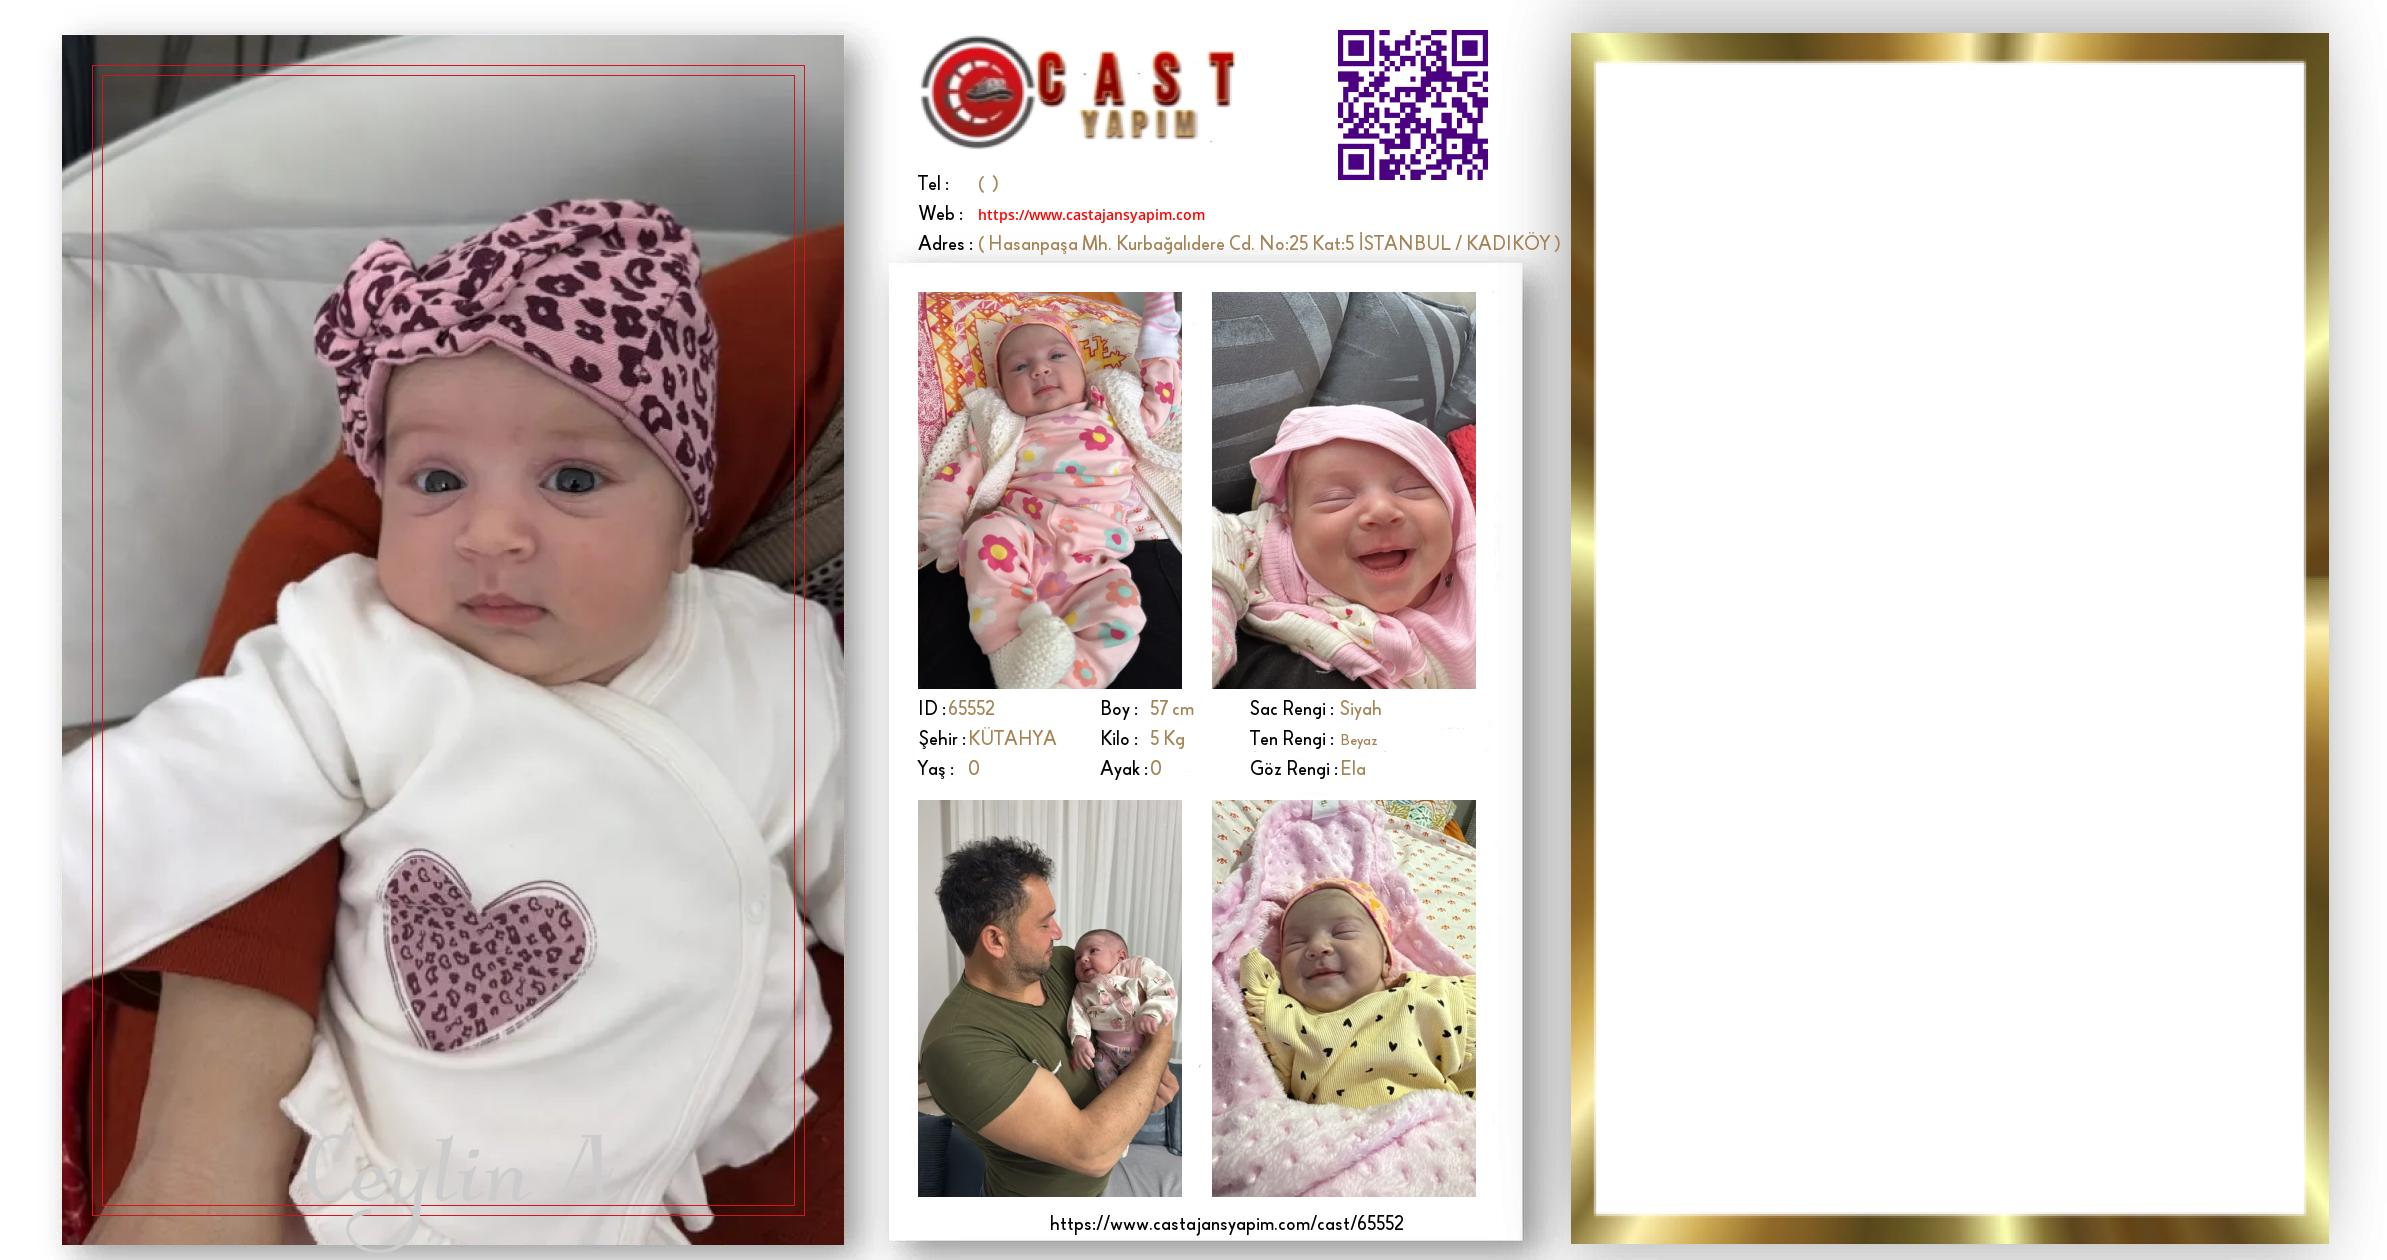 CAST
YAPIM
Tel : ( )
Web : https://www.castajansyapim.com
Adres : ( Hasanpaşa Mh. Kurbağalıdere Cd. No:25 Kat:5 İSTANBUL / KADIKÖY )
ID : 65552 Boy : 57 cm Sac Rengi : Siyah
Şehir : KÜTAHYA Kilo : 5 Kg Ten Rengi : Beyaz
Yaş : 0 Ayak : 0 Göz Rengi : Ela
Ceylin A
https://www.castajansyapim.com/cast/65552